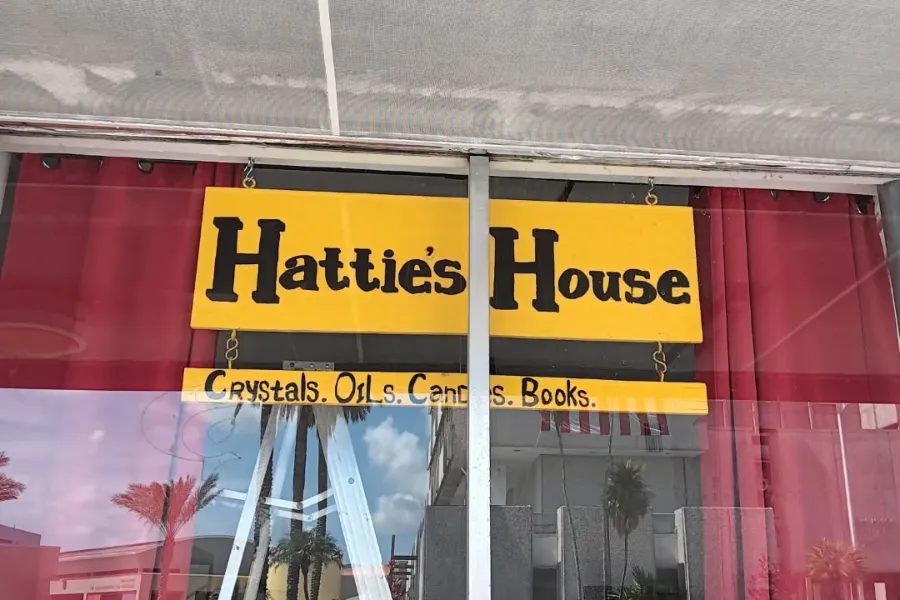 Hattie's House
Crystals. Oils. Candles. Books.